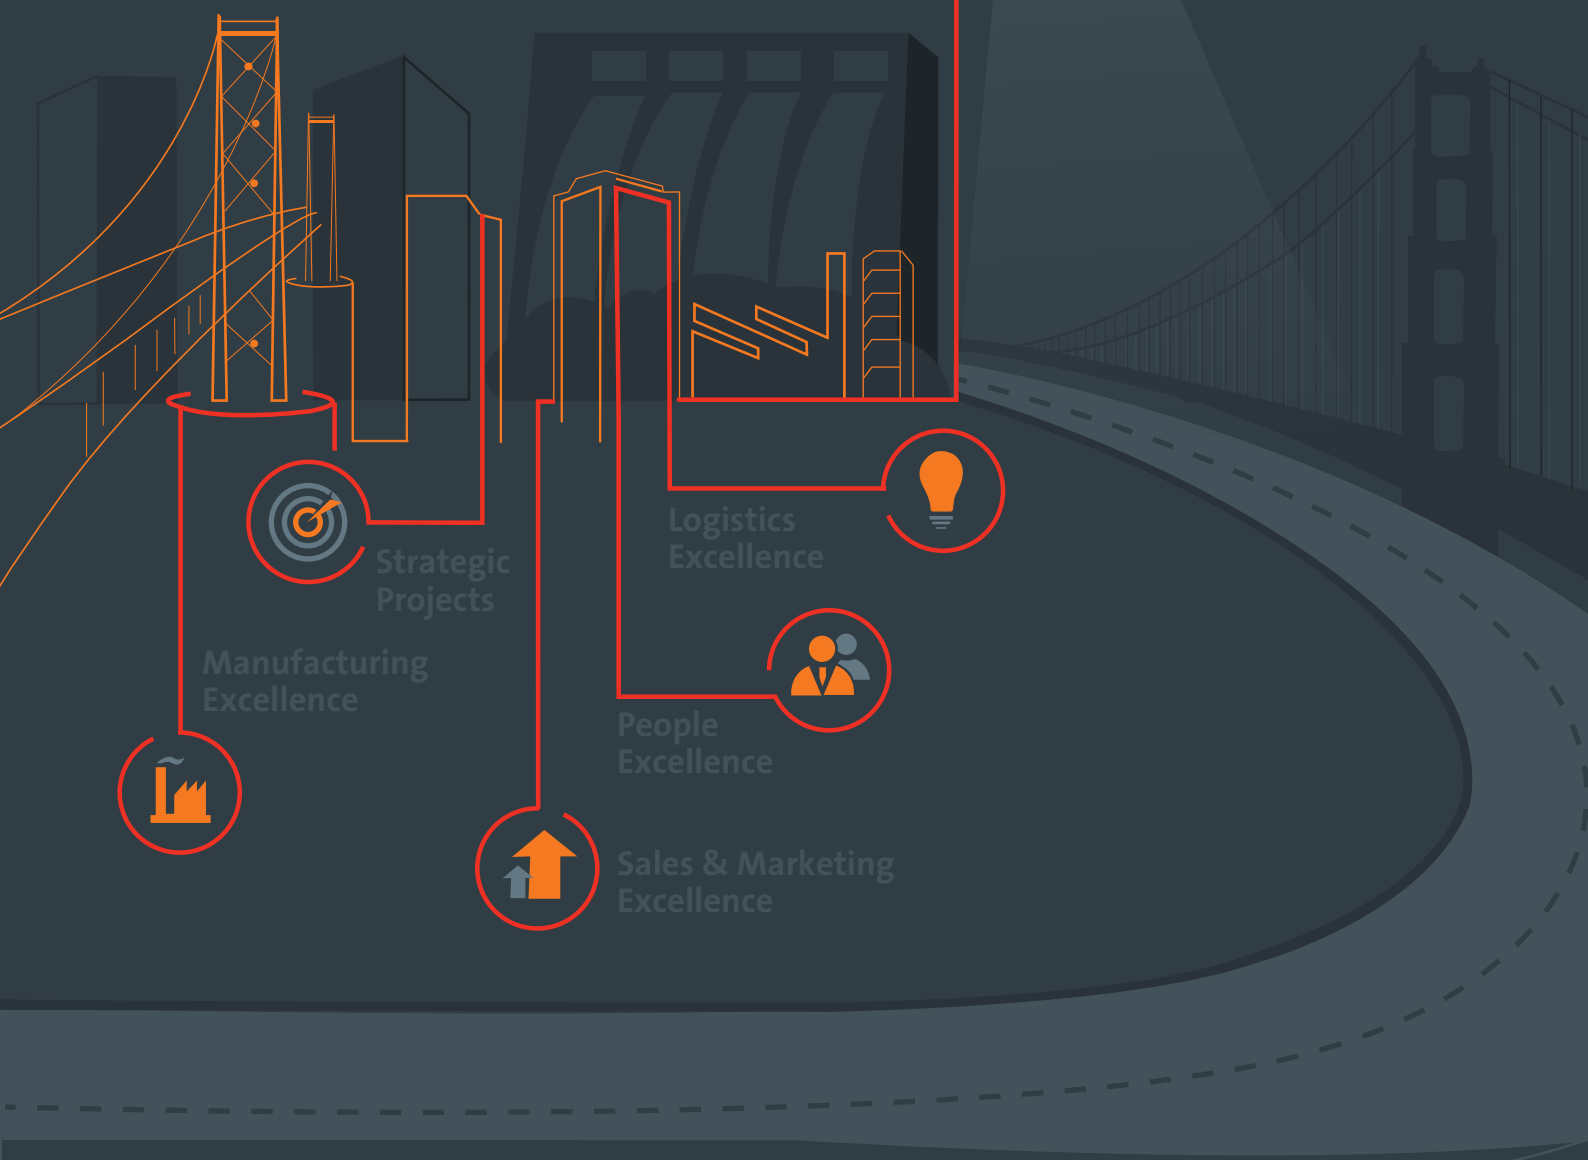 Logistics
Excellence
Strategic
Projects
Manufacturing
Excellence
People
Excellence
Sales & Marketing
Excellence